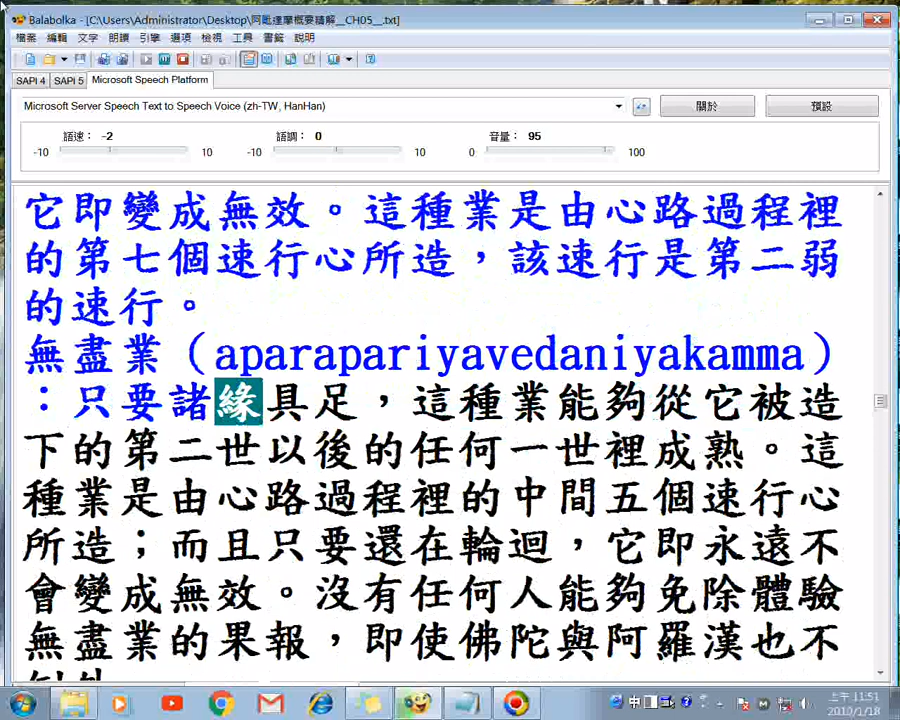 Balabolka - [C:\Users\Administrator\Desktop\阿毗達摩概要精解__CH05_.txt]
檔案 編輯 文字 朗讀 引擎 選項 檢視 工具 書籤 說明
SAPI 4 SAPI 5 Microsoft Speech Platform
Microsoft Server Speech Text to Speech Voice (zh-TW, HanHan) 關於 預設
語速： -2 語調： 0 音量： 95
-10 10 -10 10 0 100
它即變成無效。這種業是由心路過程裡
的第七個速行心所造，該速行是第二弱
的速行。
無盡業（aparapariyavedaniyakamma）
：只要諸緣具足，這種業能夠從它被造
下的第二世以後的任何一世裡成熟。這
種業是由心路過程裡的中間五個速行心
所造；而且只要還在輪迴，它即永遠不
會變成無效。沒有任何人能夠免除體驗
無盡業的果報，即使佛陀與阿羅漢也不
中
上午 11:51
2010/1/18